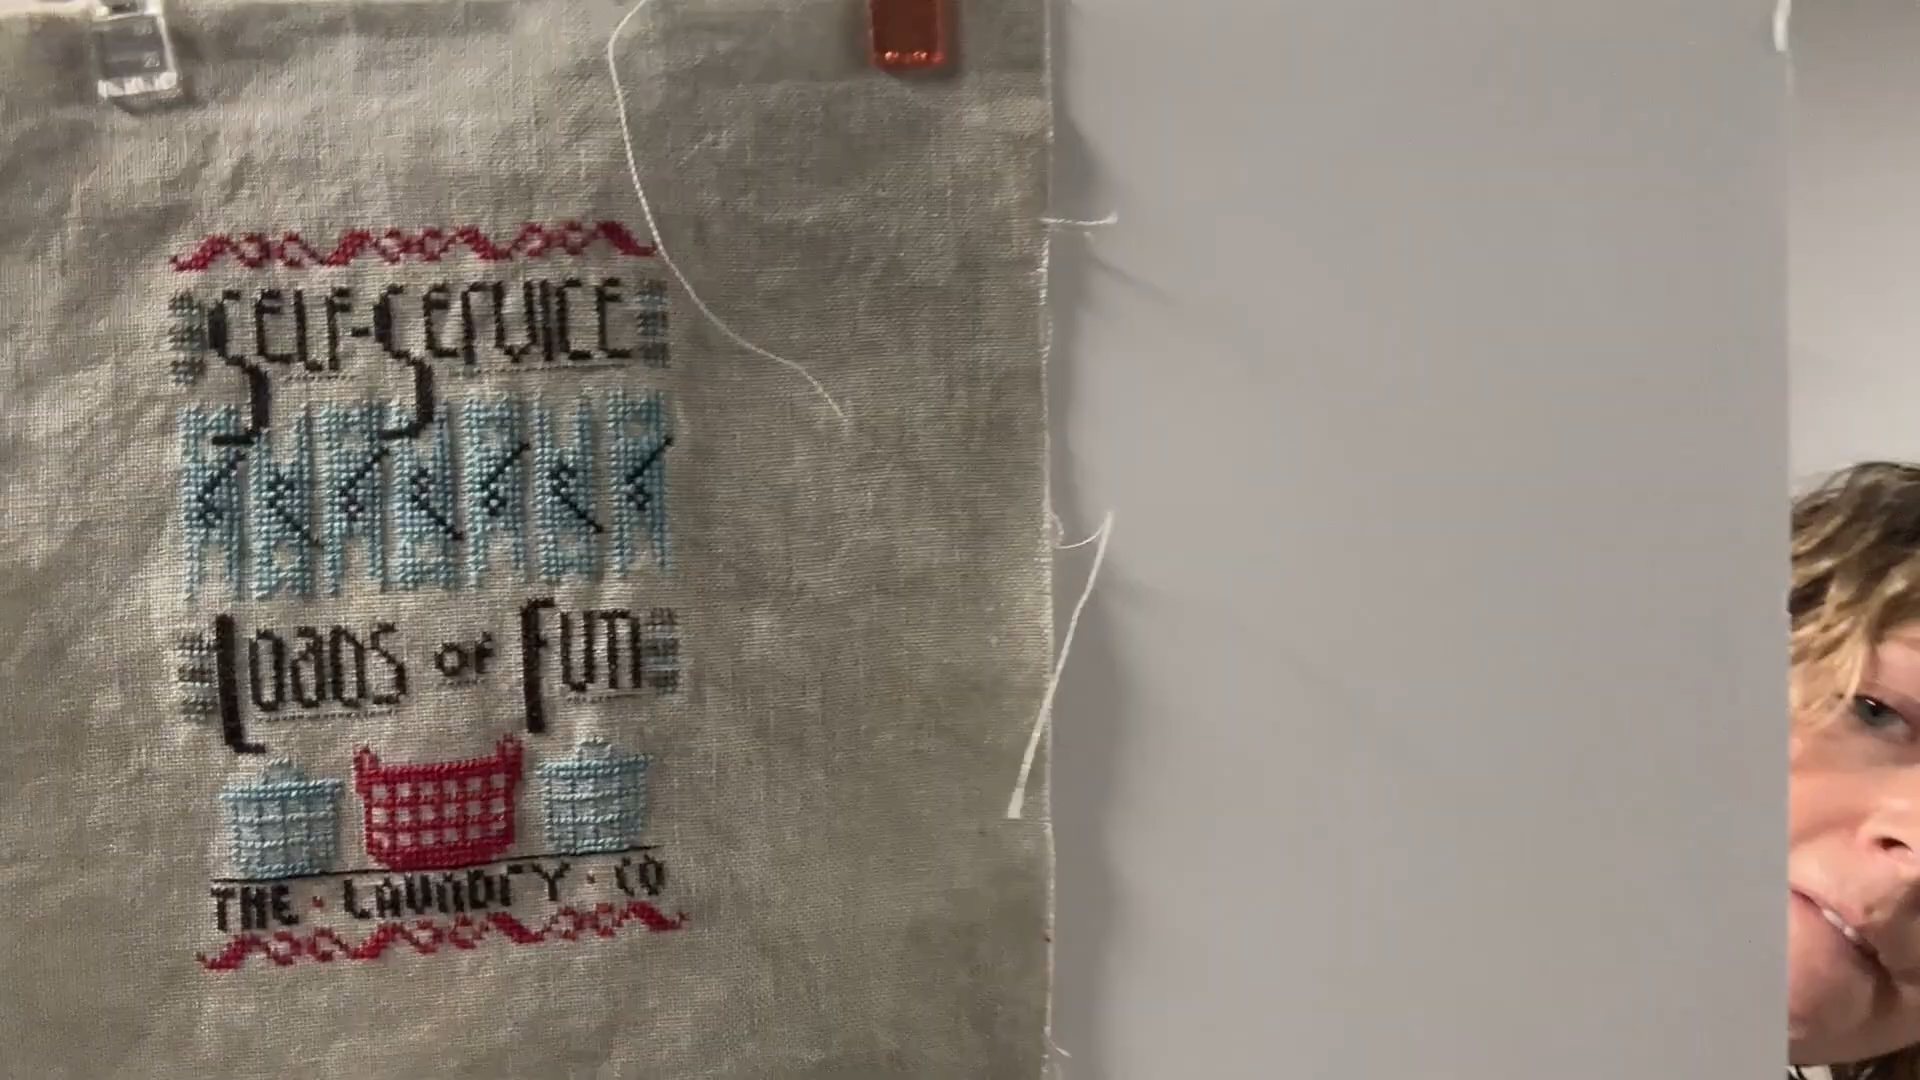 SELF-SERVICE
LOADS OF FUN
THE · LAUNDRY · CO